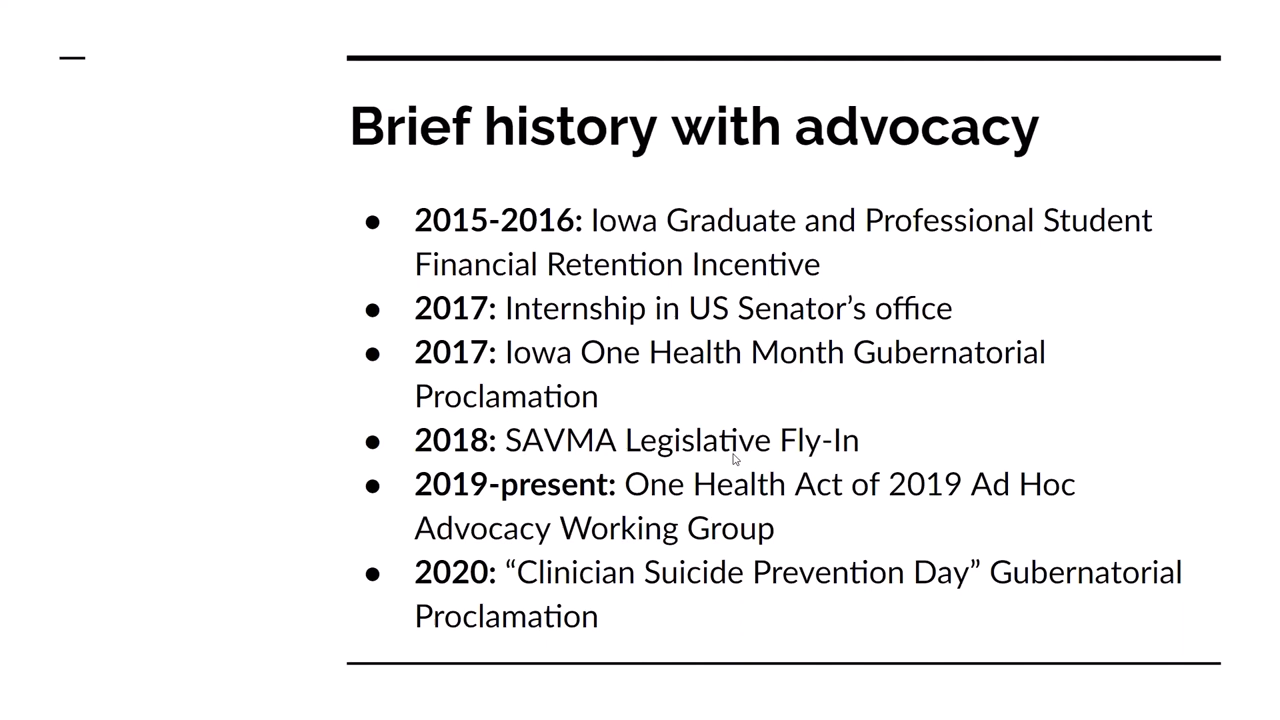 Brief history with advocacy
● 2015-2016: Iowa Graduate and Professional Student
Financial Retention Incentive
● 2017: Internship in US Senator’s office
● 2017: Iowa One Health Month Gubernatorial
Proclamation
● 2018: SAVMA Legislative Fly-In
● 2019-present: One Health Act of 2019 Ad Hoc
Advocacy Working Group
● 2020: “Clinician Suicide Prevention Day” Gubernatorial
Proclamation